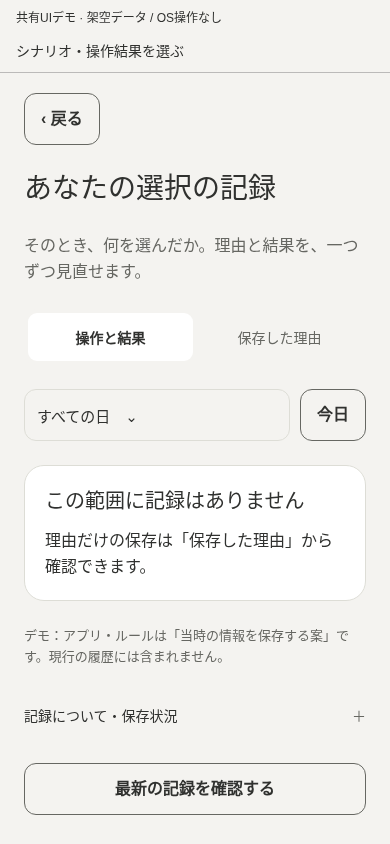 共有UIデモ · 架空データ / OS操作なし
シナリオ・操作結果を選ぶ
‹ 戻る
あなたの選択の記録
そのとき、何を選んだか。理由と結果を、一つ
ずつ見直せます。
操作と結果 保存した理由
すべての日 ⌄ 今日
この範囲に記録はありません
理由だけの保存は「保存した理由」から
確認できます。
デモ：アプリ・ルールは「当時の情報を保存する案」で
す。現行の履歴には含まれません。
記録について・保存状況 ＋
最新の記録を確認する